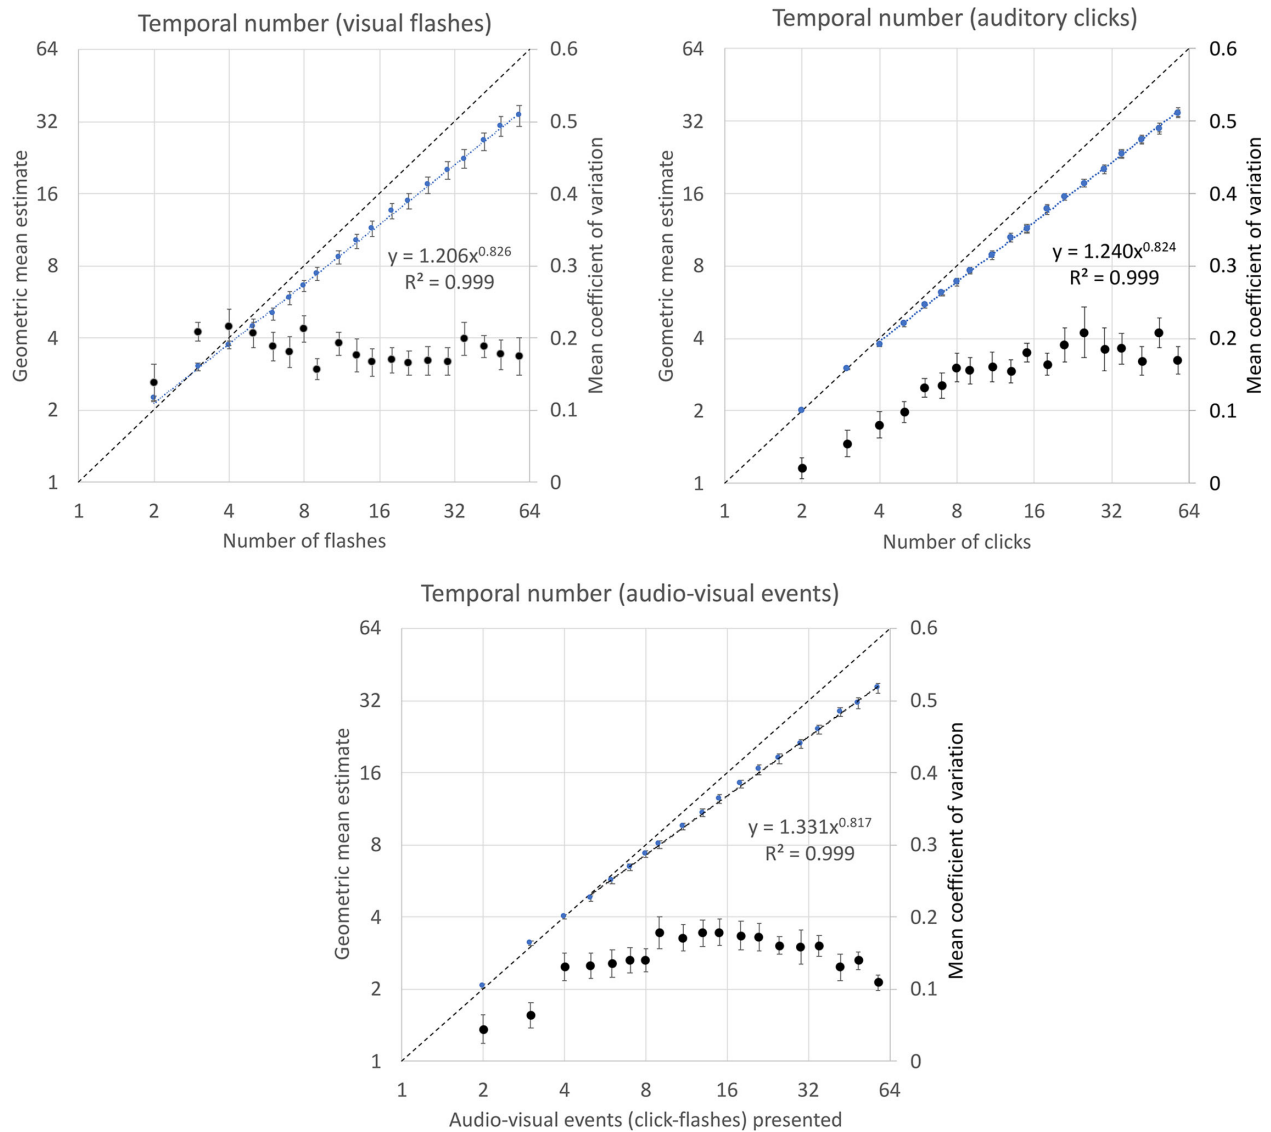 Temporal number (visual flashes)
64
32
16
8
4
2
1
0.6
0.5
0.4
0.3
0.2
0.1
0
Geometric mean estimate
Mean coefficient of variation
y = 1.206x^0.826
R² = 0.999
1 2 4 8 16 32 64
Number of flashes
Temporal number (auditory clicks)
64
32
16
8
4
2
1
0.6
0.5
0.4
0.3
0.2
0.1
0
Geometric mean estimate
Mean coefficient of variation
y = 1.240x^0.824
R² = 0.999
1 2 4 8 16 32 64
Number of clicks
Temporal number (audio-visual events)
64
32
16
8
4
2
1
0.6
0.5
0.4
0.3
0.2
0.1
0
Geometric mean estimate
Mean coefficient of variation
y = 1.331x^0.817
R² = 0.999
1 2 4 8 16 32 64
Audio-visual events (click-flashes) presented